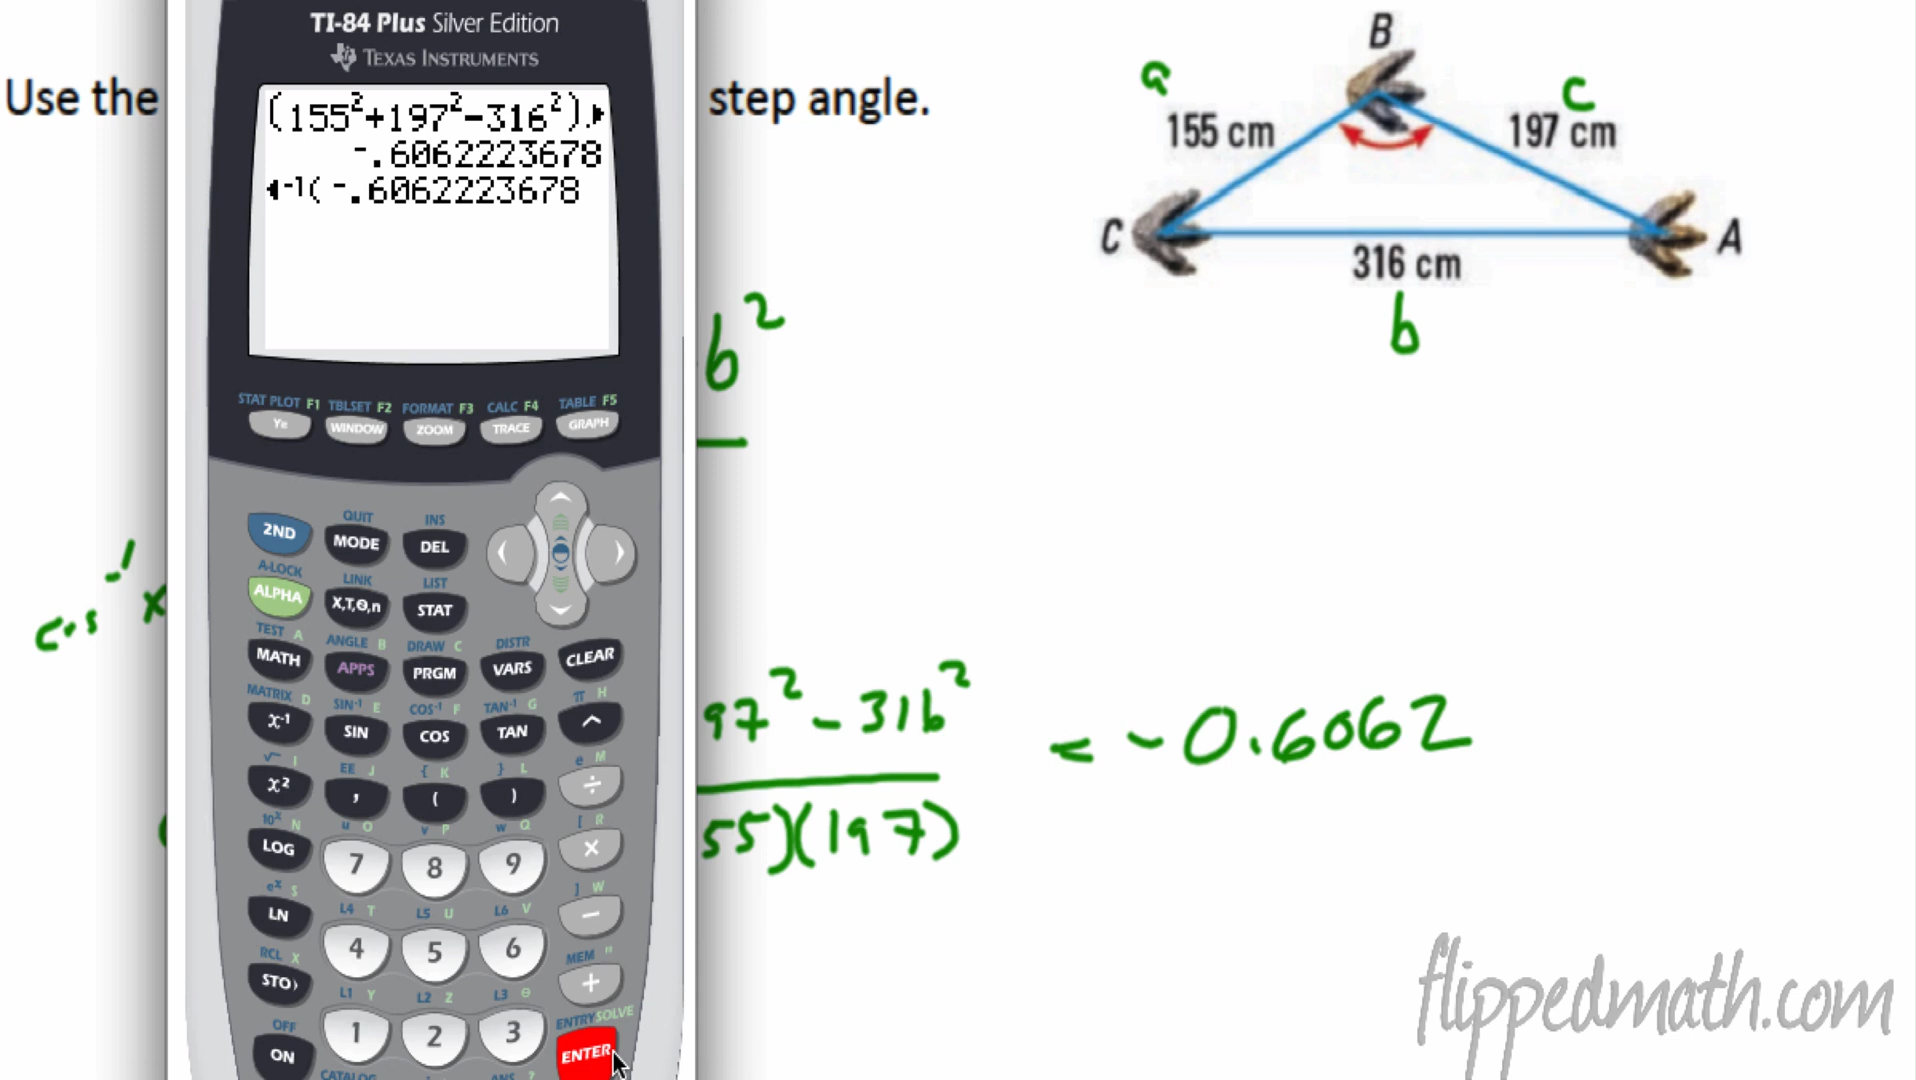 TI-84 Plus Silver Edition
TEXAS INSTRUMENTS
Use the
step angle.
(155²+197²-316²).
-.6062223678
-1( -.6062223678
B
a
c
155 cm
197 cm
C
A
316 cm
b
b²
STAT PLOT F1 TBLSET F2 FORMAT F3 CALC F4 TABLE F5
Y= WINDOW ZOOM TRACE GRAPH
QUIT INS
2ND MODE DEL
A-LOCK LINK LIST
ALPHA X,T,Θ,n STAT
TEST A ANGLE B DRAW C DISTR
MATH APPS PRGM VARS CLEAR
MATRIX D SIN⁻¹ E COS⁻¹ F TAN⁻¹ G π H
x⁻¹ SIN COS TAN ^
√ I EE J { K } L e M
x² , ( ) ÷
10ˣ N u O v P w Q [ R
LOG 7 8 9 ×
eˣ S L4 T L5 U L6 V ] W
LN 4 5 6 −
RCL X L1 Y L2 Z L3 Θ MEM "
STO› 1 2 3 +
OFF ENTRY SOLVE
ON ENTER
CATALOG ANS ?
cos⁻¹ x
97² - 316²
55)(197)
= -0.6062
flippedmath.com